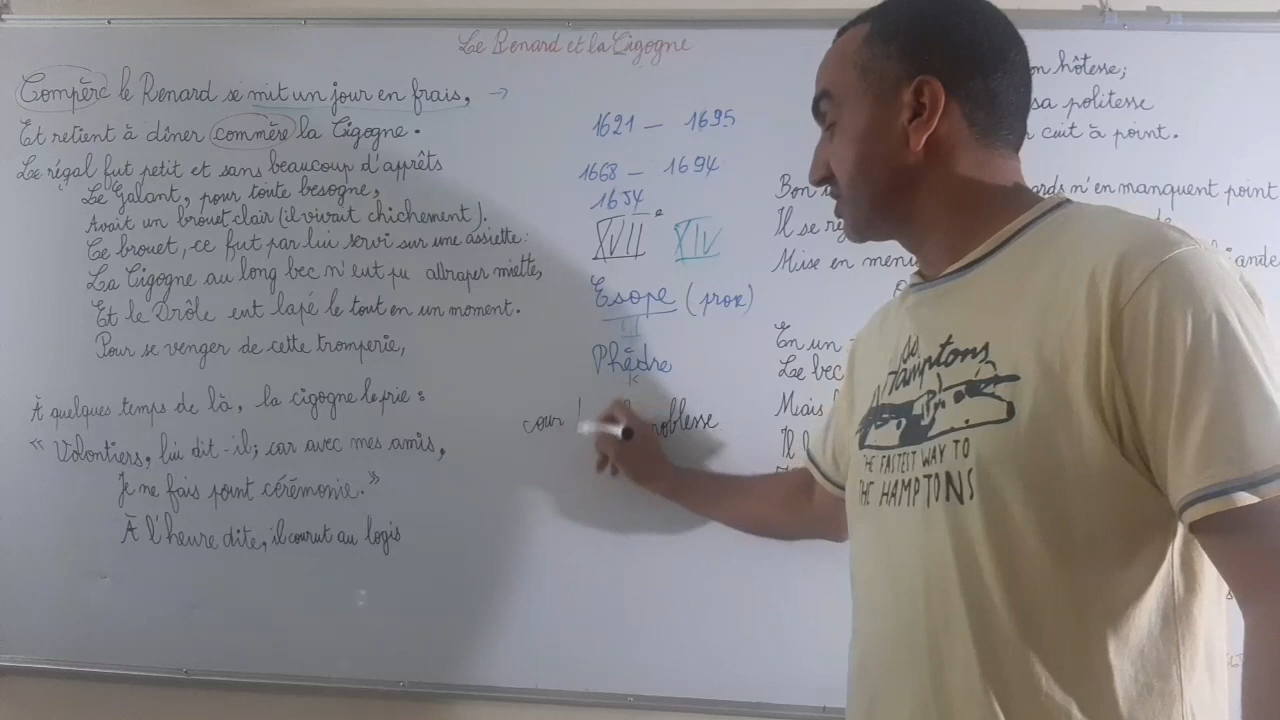 Le Renard et la Cigogne
Compère le Renard se mit un jour en frais, →
Et retient à dîner commère la Cigogne.
Le régal fut petit et sans beaucoup d'apprêts
Le Galant, pour toute besogne,
Avait un brouet clair (il vivait chichement).
Ce brouet, ce fut par lui servi sur une assiette:
La Cigogne au long bec n'eut pu attraper miette,
Et le Drôle eut lapé le tout en un moment.
Pour se venger de cette tromperie,
À quelques temps de là, la cigogne le prie :
« Volontiers, lui dit-il; car avec mes amis,
Je ne fais point cérémonie. »
À l'heure dite, il courut au logis
1621 – 1695
1668 – 1694
1654
XVII e XIV
Esope (prose)
Phèdre
cour noblesse
hôtesse;
sa politesse
cuit à point.
Bon
n'en manquent point
Il se
Mise en menu
En un
Le bec
Mais
Il
Hamptons
THE FASTEST WAY TO
THE HAMPTONS